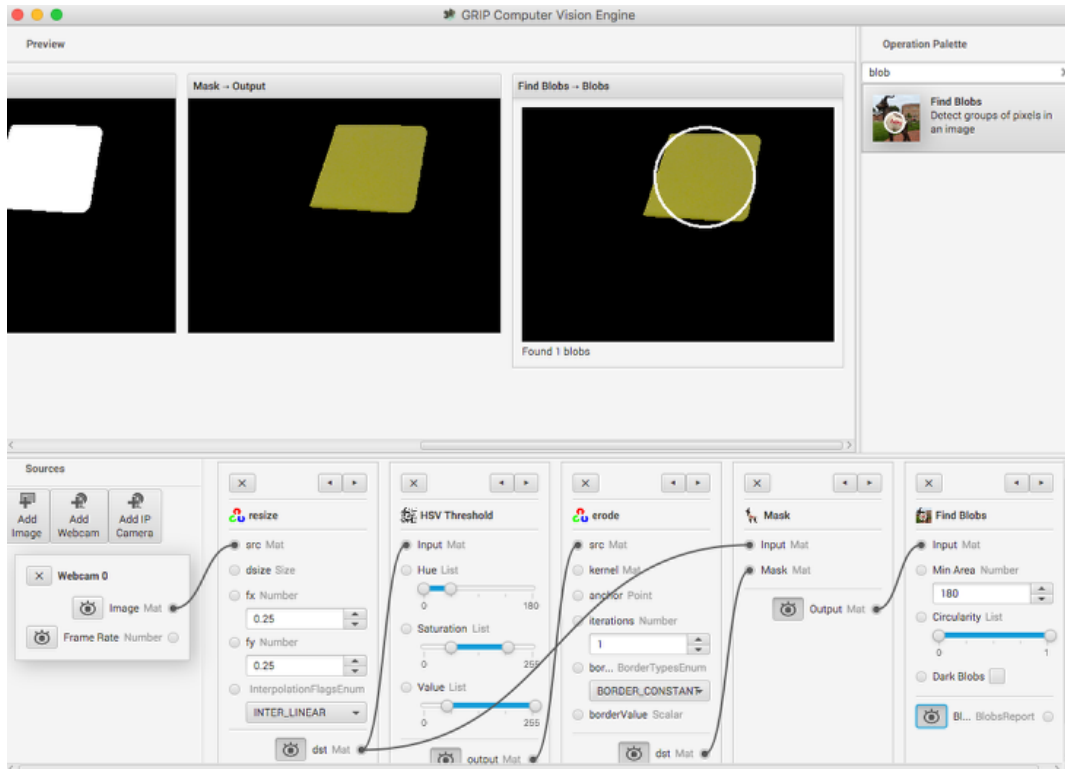 GRIP Computer Vision Engine
Preview
Operation Palette
blob
Find Blobs
Detect groups of pixels in
an image
Mask → Output
Find Blobs → Blobs
Found 1 blobs
Sources
Add
Image
Add
Webcam
Add IP
Camera
Webcam 0
Image Mat
Frame Rate Number
resize
src Mat
dsize Size
fx Number
0.25
fy Number
0.25
InterpolationFlagsEnum
INTER_LINEAR
dst Mat
HSV Threshold
Input Mat
Hue List
0 180
Saturation List
0 255
Value List
0 255
output Mat
erode
src Mat
kernel Mat
anchor Point
iterations Number
1
bor... BorderTypesEnum
BORDER_CONSTANT
borderValue Scalar
dst Mat
Mask
Input Mat
Mask Mat
Output Mat
Find Blobs
Input Mat
Min Area Number
180
Circularity List
0 1
Dark Blobs
Bl... BlobsReport